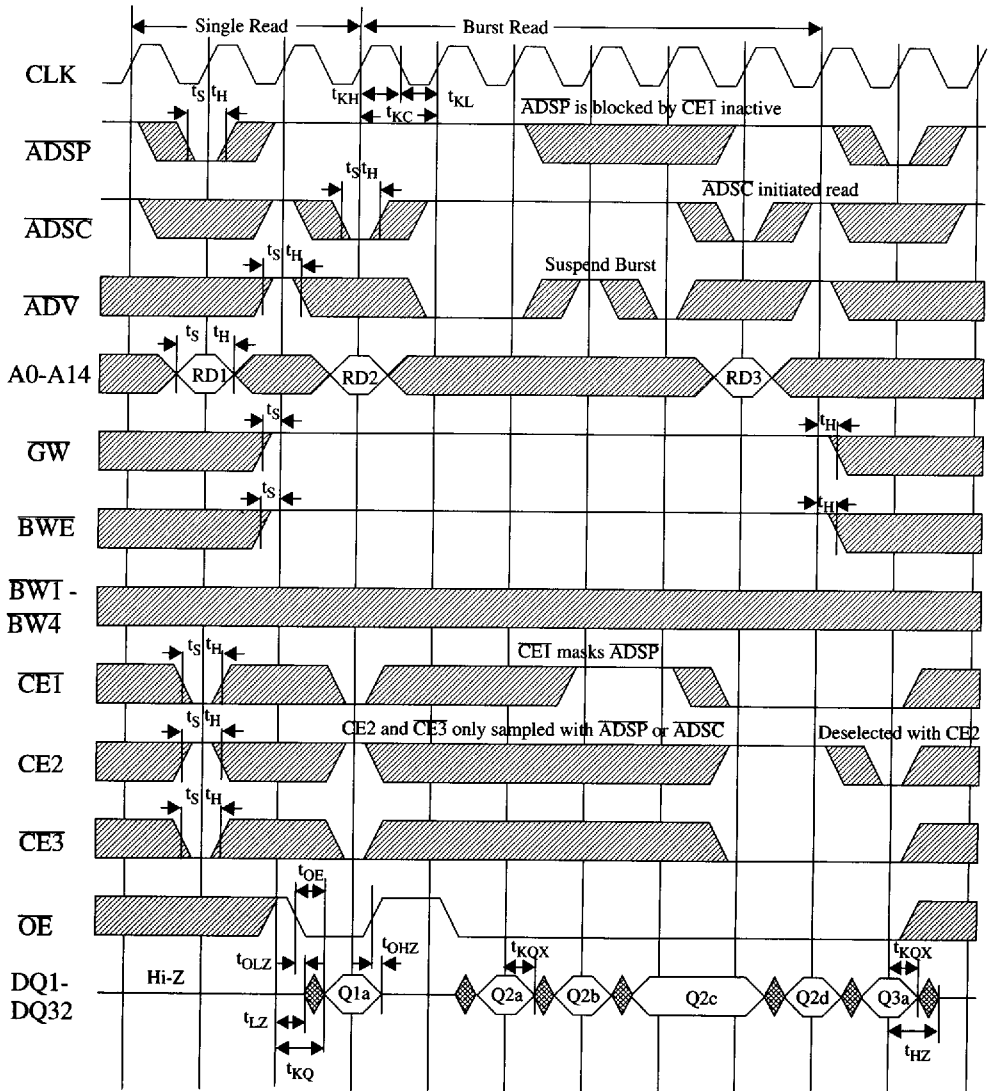 Single Read
Burst Read
CLK
tS tH
tKH
tKL
tKC
ADSP is blocked by CE1 inactive
ADSP
tS tH
ADSC initiated read
ADSC
tS tH
Suspend Burst
ADV
tS tH
A0-A14
RD1
RD2
RD3
tS
tH
GW
tS
tH
BWE
BW1 -
BW4
tS tH
CE1 masks ADSP
CE1
tS tH
CE2 and CE3 only sampled with ADSP or ADSC
Deselected with CE2
CE2
tS tH
CE3
tOE
OE
tOLZ
tOHZ
tKQX
tKQX
DQ1-
DQ32
Hi-Z
Q1a
Q2a
Q2b
Q2c
Q2d
Q3a
tLZ
tKQ
tHZ